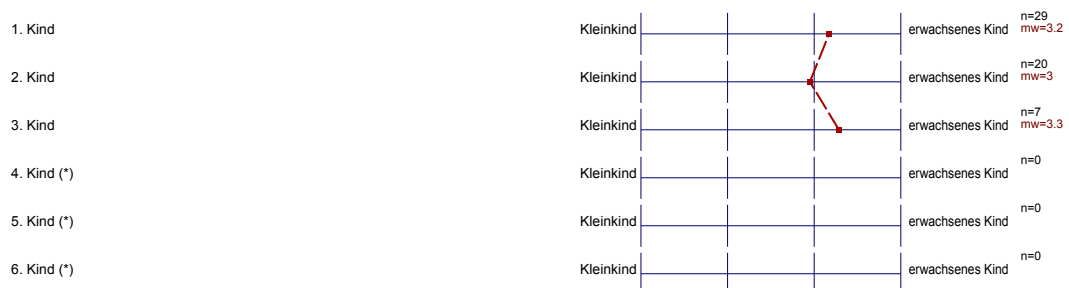 1. Kind Kleinkind erwachsenes Kind n=29 mw=3.2
2. Kind Kleinkind erwachsenes Kind n=20 mw=3
3. Kind Kleinkind erwachsenes Kind n=7 mw=3.3
4. Kind (*) Kleinkind erwachsenes Kind n=0
5. Kind (*) Kleinkind erwachsenes Kind n=0
6. Kind (*) Kleinkind erwachsenes Kind n=0